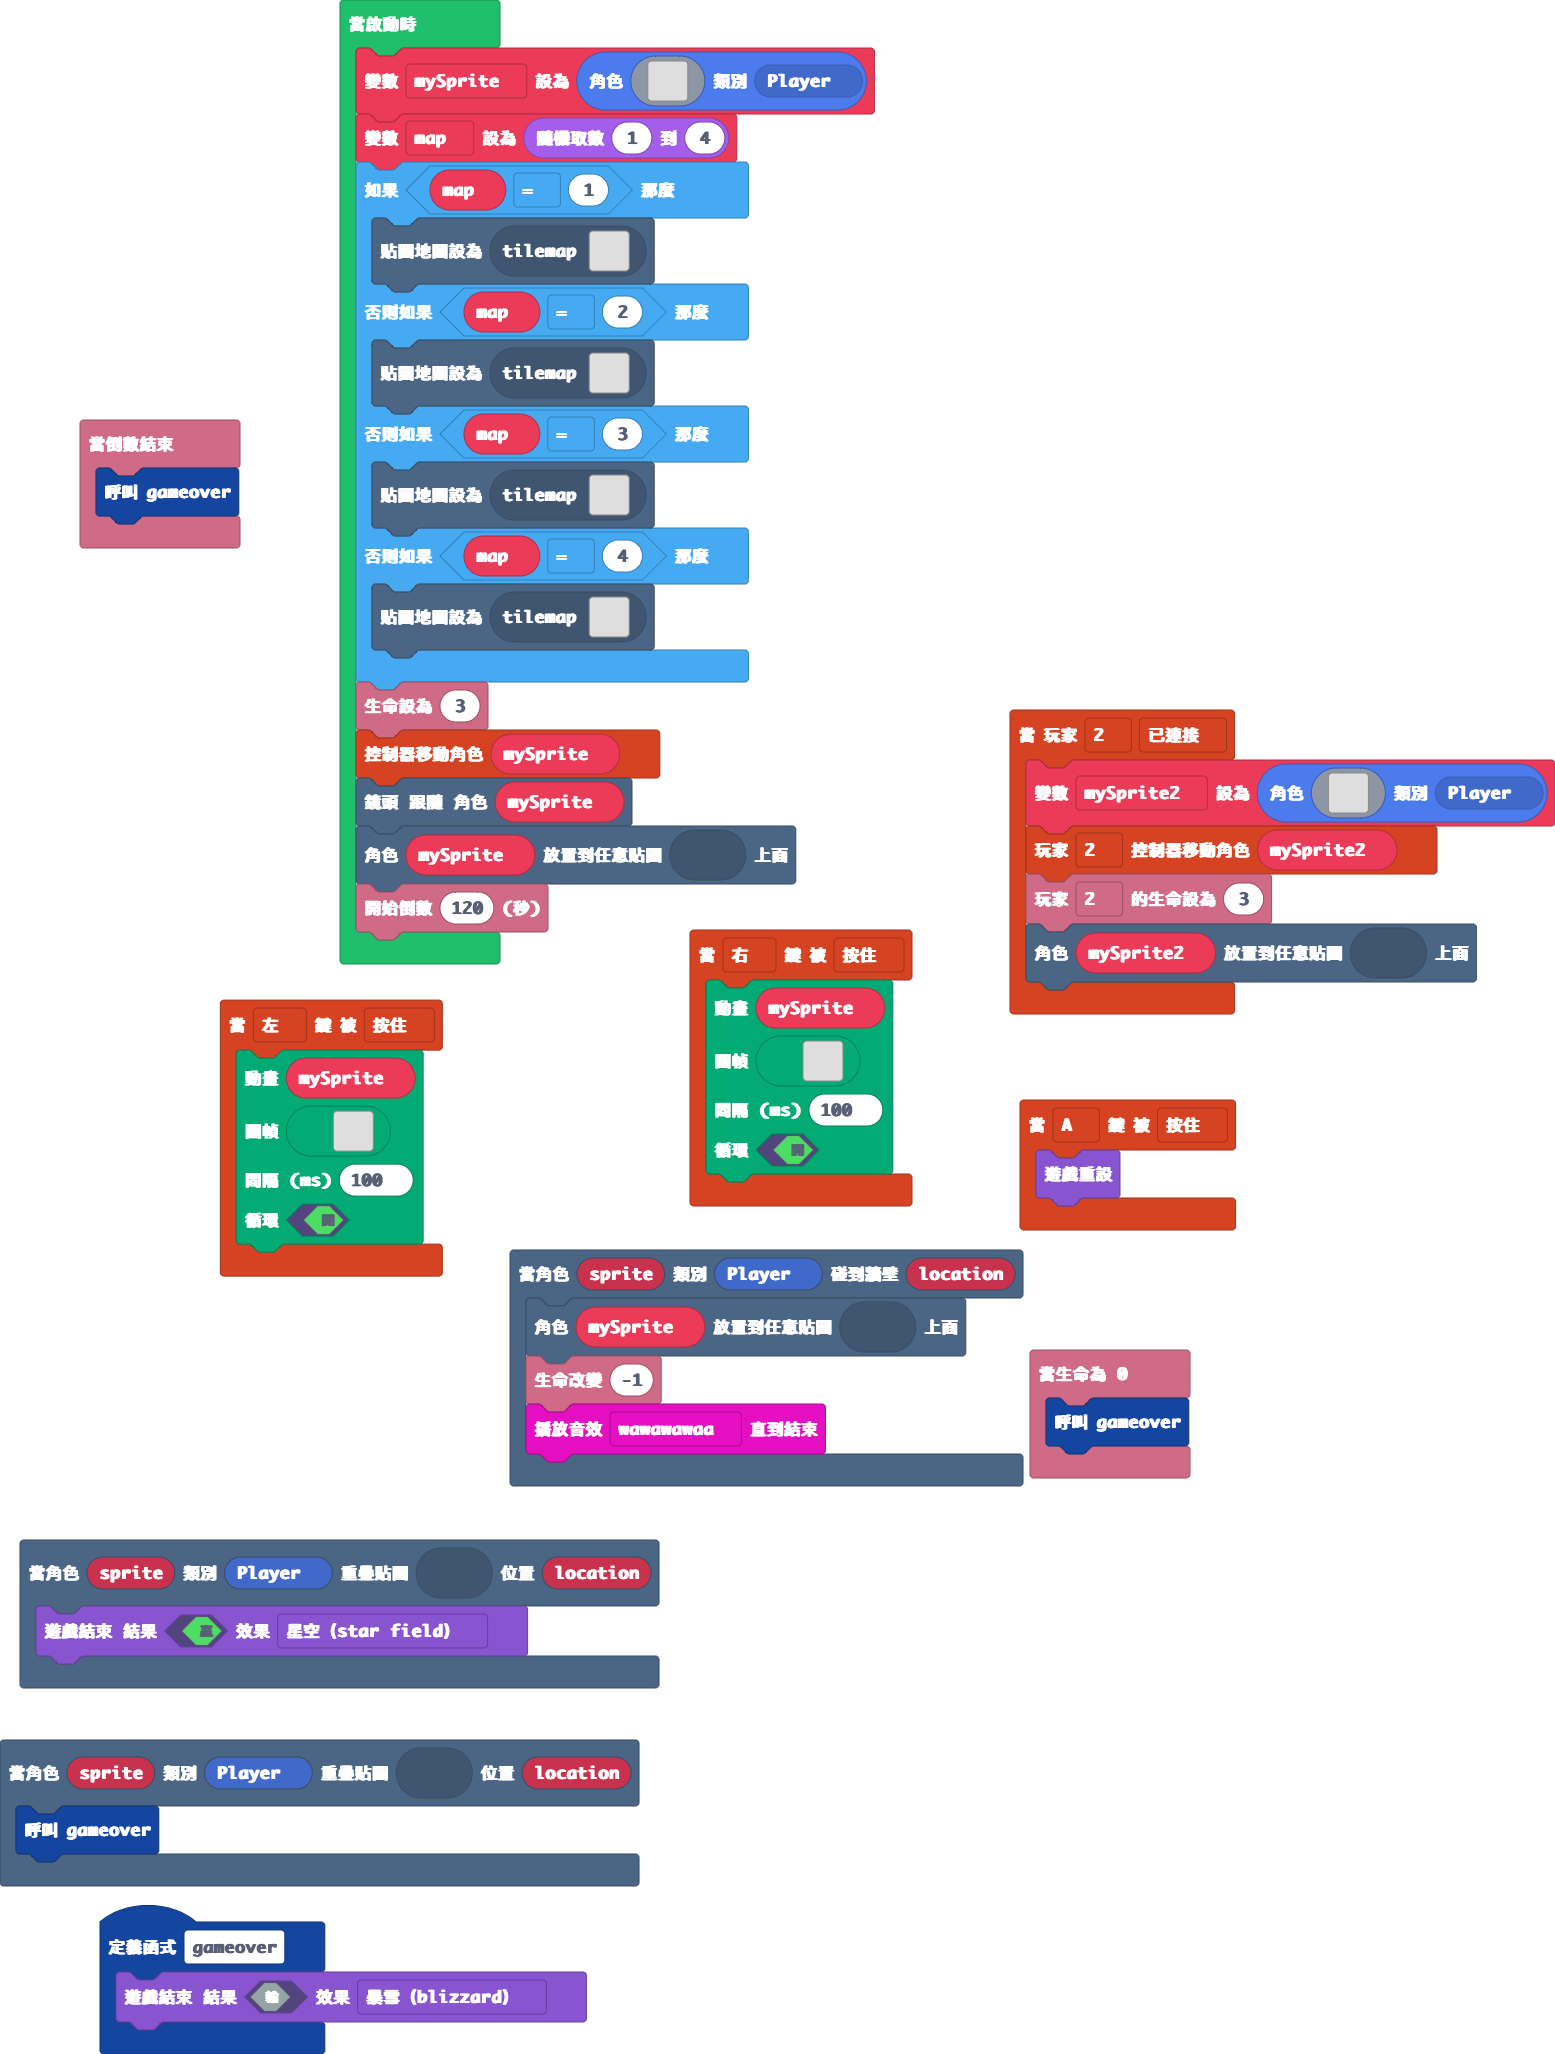 當啟動時
變數 mySprite 設為 角色 類別 Player
變數 map 設為 隨機取數 1 到 4
如果 map = 1 那麼
貼圖地圖設為 tilemap
否則如果 map = 2 那麼
貼圖地圖設為 tilemap
否則如果 map = 3 那麼
貼圖地圖設為 tilemap
否則如果 map = 4 那麼
貼圖地圖設為 tilemap
生命設為 3
控制器移動角色 mySprite
鏡頭 跟隨 角色 mySprite
角色 mySprite 放置到任意貼圖 上面
開始倒數 120 (秒)
當倒數結束
呼叫 gameover
當 玩家 2 已連接
變數 mySprite2 設為 角色 類別 Player
玩家 2 控制器移動角色 mySprite2
玩家 2 的生命設為 3
角色 mySprite2 放置到任意貼圖 上面
當 右 鍵 被 按住
動畫 mySprite
圖幀
間隔 (ms) 100
循環
當 左 鍵 被 按住
動畫 mySprite
圖幀
間隔 (ms) 100
循環
當 A 鍵 被 按住
遊戲重設
當角色 sprite 類別 Player 碰到牆壁 location
角色 mySprite 放置到任意貼圖 上面
生命改變 -1
播放音效 wawawawaa 直到結束
當生命為 0
呼叫 gameover
當角色 sprite 類別 Player 重疊貼圖 位置 location
遊戲結束 結果 贏 效果 星空 (star field)
當角色 sprite 類別 Player 重疊貼圖 位置 location
呼叫 gameover
定義函式 gameover
遊戲結束 結果 輸 效果 暴雪 (blizzard)